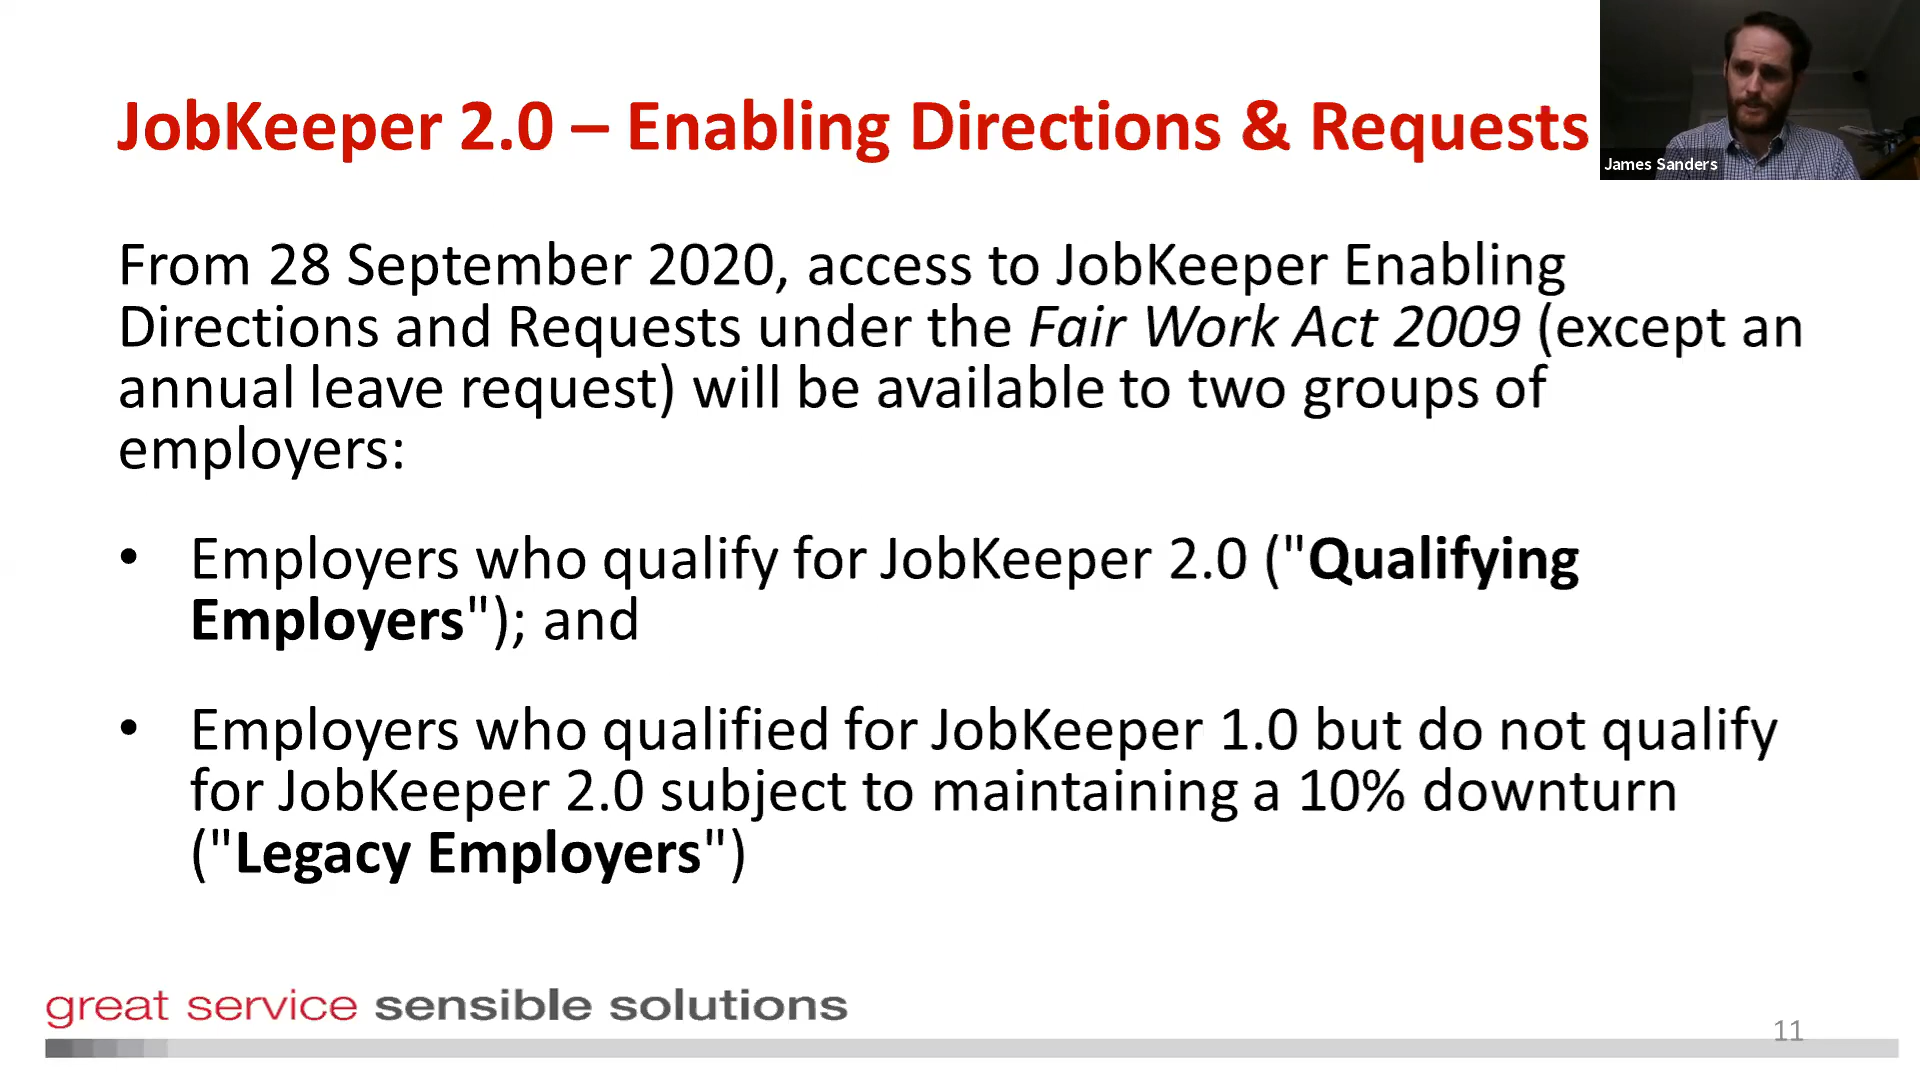 JobKeeper 2.0 – Enabling Directions & Requests
James Sanders
From 28 September 2020, access to JobKeeper Enabling
Directions and Requests under the Fair Work Act 2009 (except an
annual leave request) will be available to two groups of
employers:
• Employers who qualify for JobKeeper 2.0 ("Qualifying
Employers"); and
• Employers who qualified for JobKeeper 1.0 but do not qualify
for JobKeeper 2.0 subject to maintaining a 10% downturn
("Legacy Employers")
great service sensible solutions
11